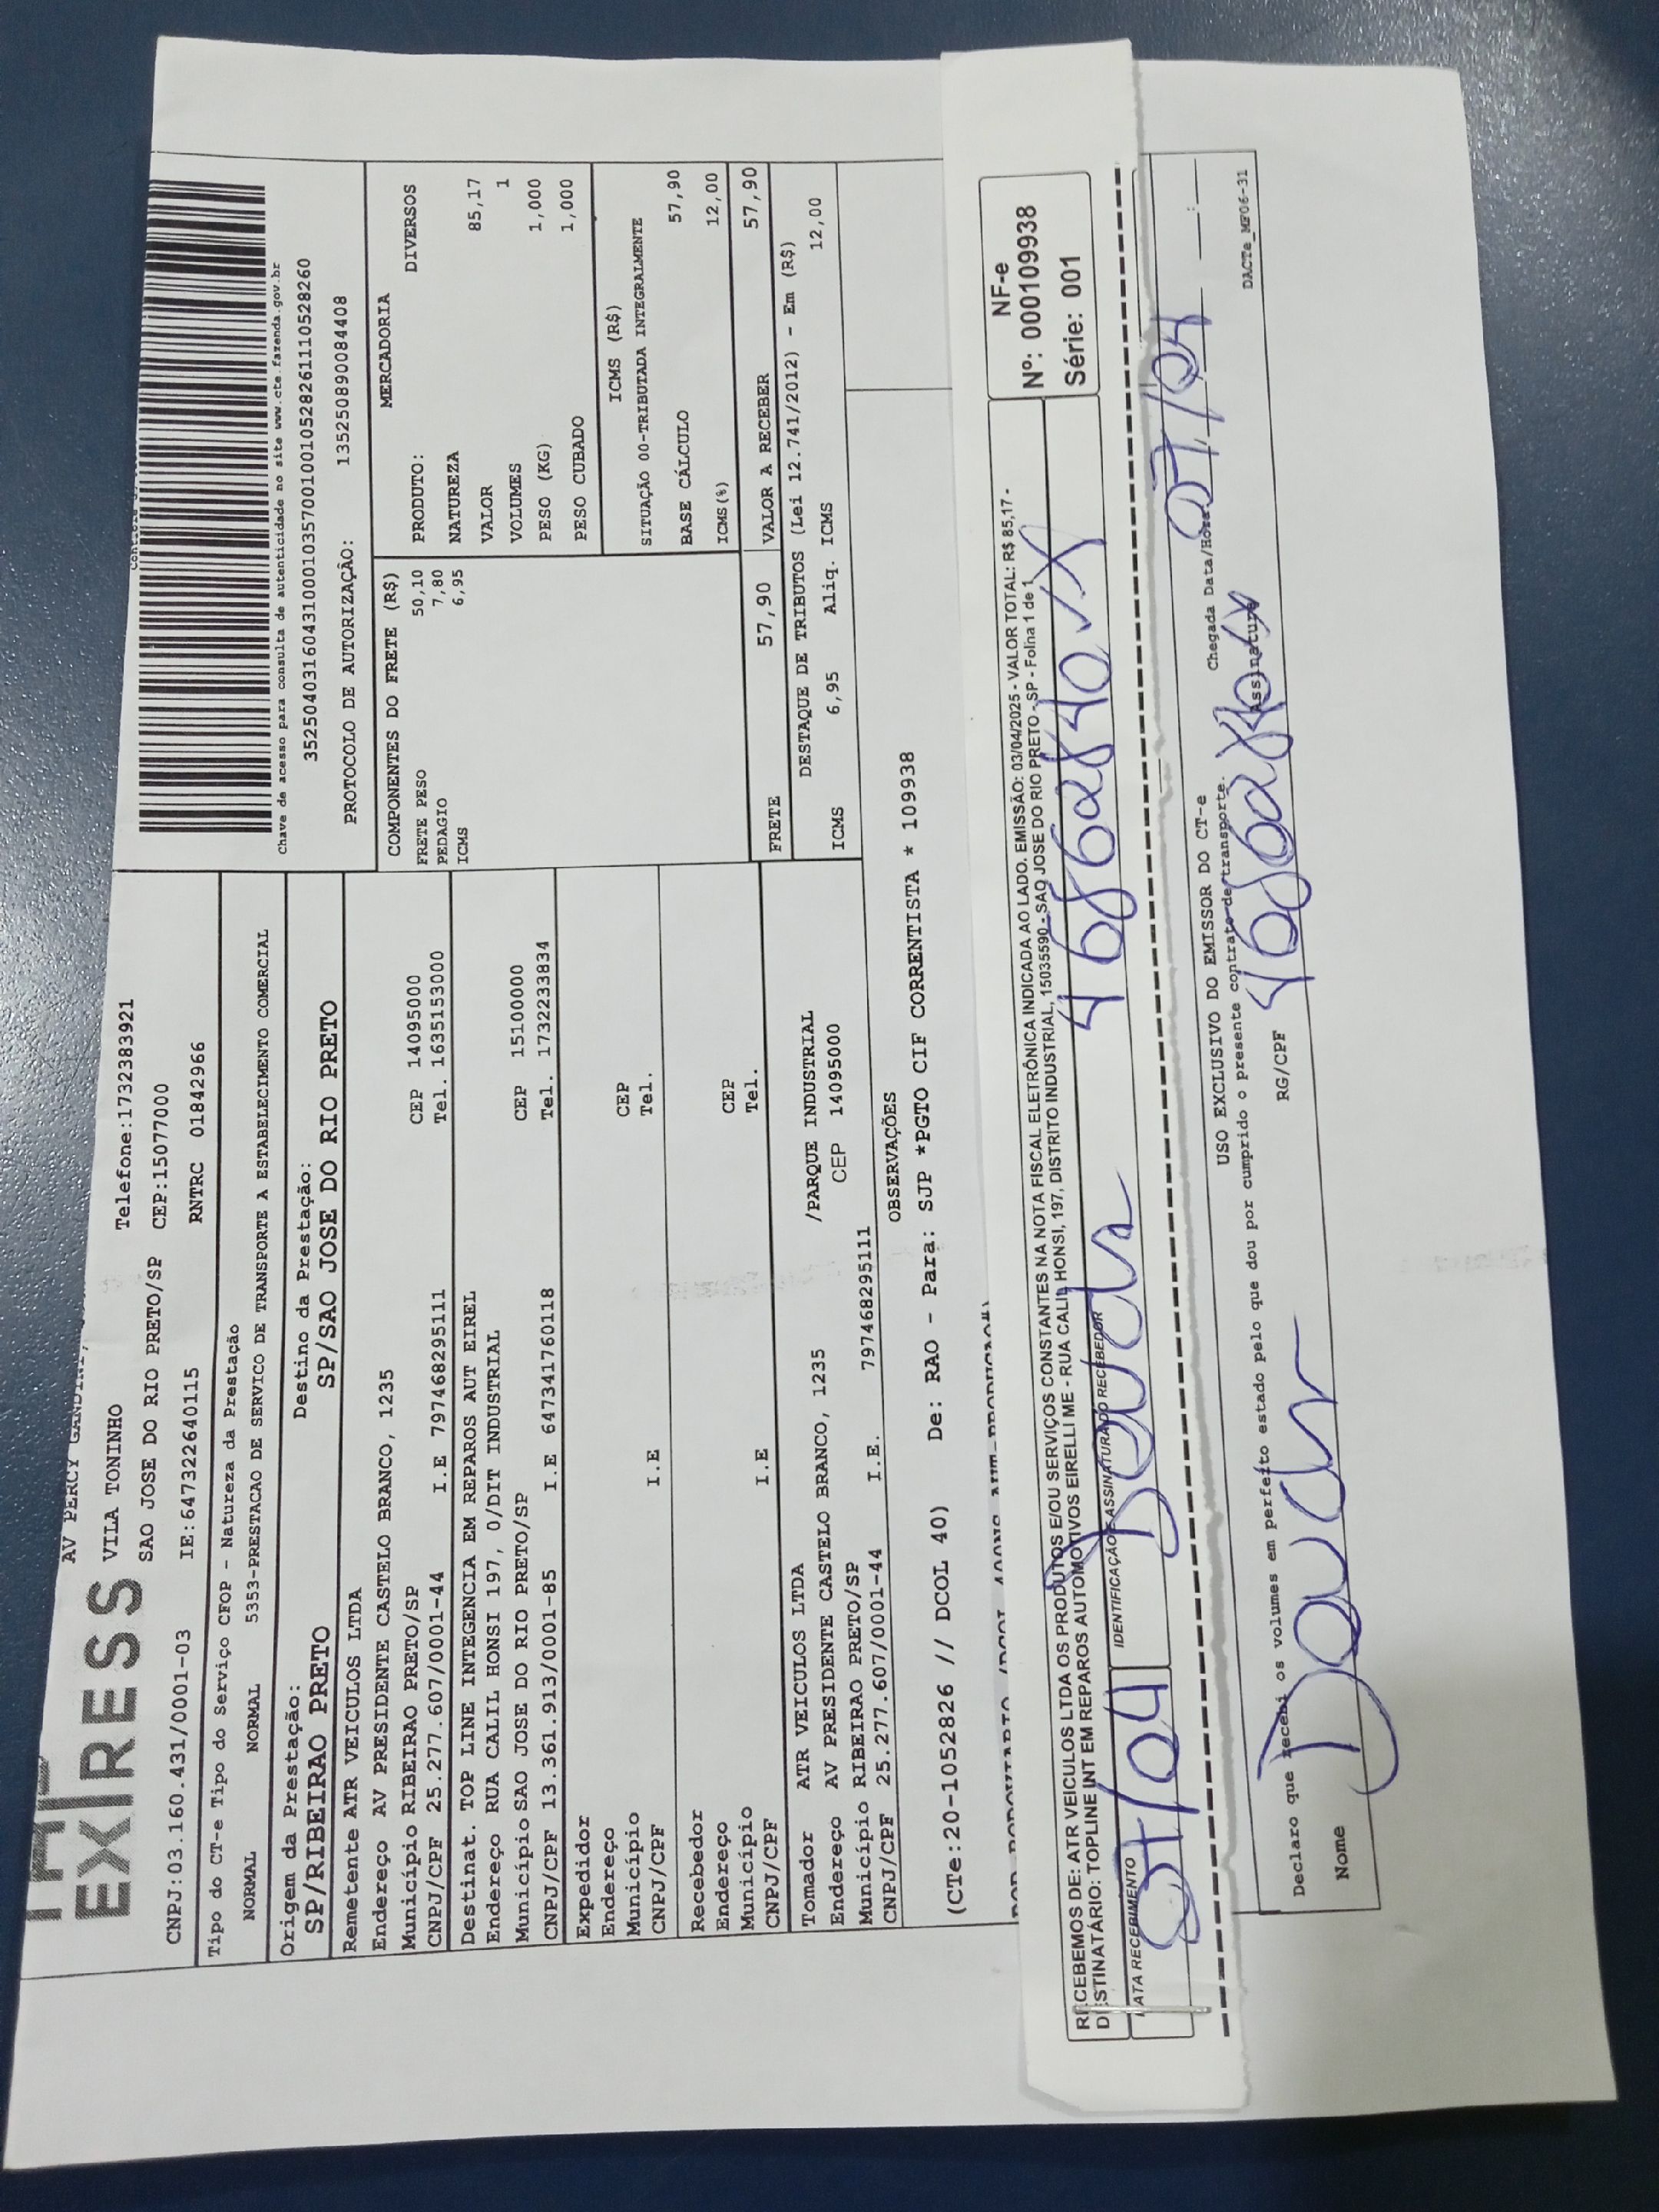 EXPRESS
AV PERCY GANDINI,
VILA TONINHO Telefone:1732383921
SAO JOSE DO RIO PRETO/SP CEP:15077000
CNPJ:03.160.431/0001-03 IE:647322640115 RNTRC 01842966
Chave de acesso para consulta de autenticidade no site www.cte.fazenda.gov.br
35250403160431000103570010010528261110528260
PROTOCOLO DE AUTORIZAÇÃO: 135250890084408
Tipo do CT-e Tipo do Serviço CFOP - Natureza da Prestação
NORMAL NORMAL 5353-PRESTACAO DE SERVICO DE TRANSPORTE A ESTABELECIMENTO COMERCIAL
Origem da Prestação: Destino da Prestação:
SP/RIBEIRAO PRETO SP/SAO JOSE DO RIO PRETO
Remetente ATR VEICULOS LTDA
Endereço AV PRESIDENTE CASTELO BRANCO, 1235
Município RIBEIRAO PRETO/SP CEP 14095000
CNPJ/CPF 25.277.607/0001-44 I.E 797468295111 Tel. 1635153000
Destinat. TOP LINE INTEGENCIA EM REPAROS AUT EIREL
Endereço RUA CALIL HONSI 197, 0/DIT INDUSTRIAL
Município SAO JOSE DO RIO PRETO/SP CEP 15100000
CNPJ/CPF 13.361.913/0001-85 I.E 647341760118 Tel. 1732233834
Expedidor
Endereço
Município CEP
CNPJ/CPF I.E Tel.
Recebedor
Endereço
Município CEP
CNPJ/CPF I.E Tel.
Tomador ATR VEICULOS LTDA
Endereço AV PRESIDENTE CASTELO BRANCO, 1235 /PARQUE INDUSTRIAL
Município RIBEIRAO PRETO/SP CEP 14095000
CNPJ/CPF 25.277.607/0001-44 I.E. 797468295111
COMPONENTES DO FRETE (R$)
FRETE PESO 50,10
PEDAGIO 7,80
ICMS 6,95
MERCADORIA
PRODUTO: DIVERSOS
NATUREZA
VALOR 85,17
VOLUMES 1
PESO (KG) 1,000
PESO CUBADO 1,000
ICMS (R$)
SITUAÇÃO 00-TRIBUTADA INTEGRALMENTE
BASE CÁLCULO 57,90
ICMS(%) 12,00
FRETE 57,90 VALOR A RECEBER 57,90
DESTAQUE DE TRIBUTOS (Lei 12.741/2012) - Em (R$)
ICMS 6,95 Aliq. ICMS 12,00
OBSERVAÇÕES
(CTe:20-1052826 // DCOL 40) De: RAO - Para: SJP *PGTO CIF CORRENTISTA * 109938
RECEBEMOS DE: ATR VEICULOS LTDA OS PRODUTOS E/OU SERVIÇOS CONSTANTES NA NOTA FISCAL ELETRÔNICA INDICADA AO LADO. EMISSÃO: 03/04/2025 - VALOR TOTAL: R$ 85,17 -
DESTINATÁRIO: TOPLINE INT EM REPAROS AUTOMOTIVOS EIRELLI ME - RUA CALIL HONSI, 197, DISTRITO INDUSTRIAL, 15035590 - SAO JOSE DO RIO PRETO - SP - Folha 1 de 1
NF-e
Nº: 000109938
Série: 001
DATA RECEBIMENTO IDENTIFICAÇÃO E ASSINATURA DO RECEBEDOR
07/04
USO EXCLUSIVO DO EMISSOR DO CT-e
Declaro que recebi os volumes em perfeito estado pelo que dou por cumprido o presente contrato de transporte. Chegada Data/Hora 07/04
Nome RG/CPF Assinatura
DACTe_MF06-31